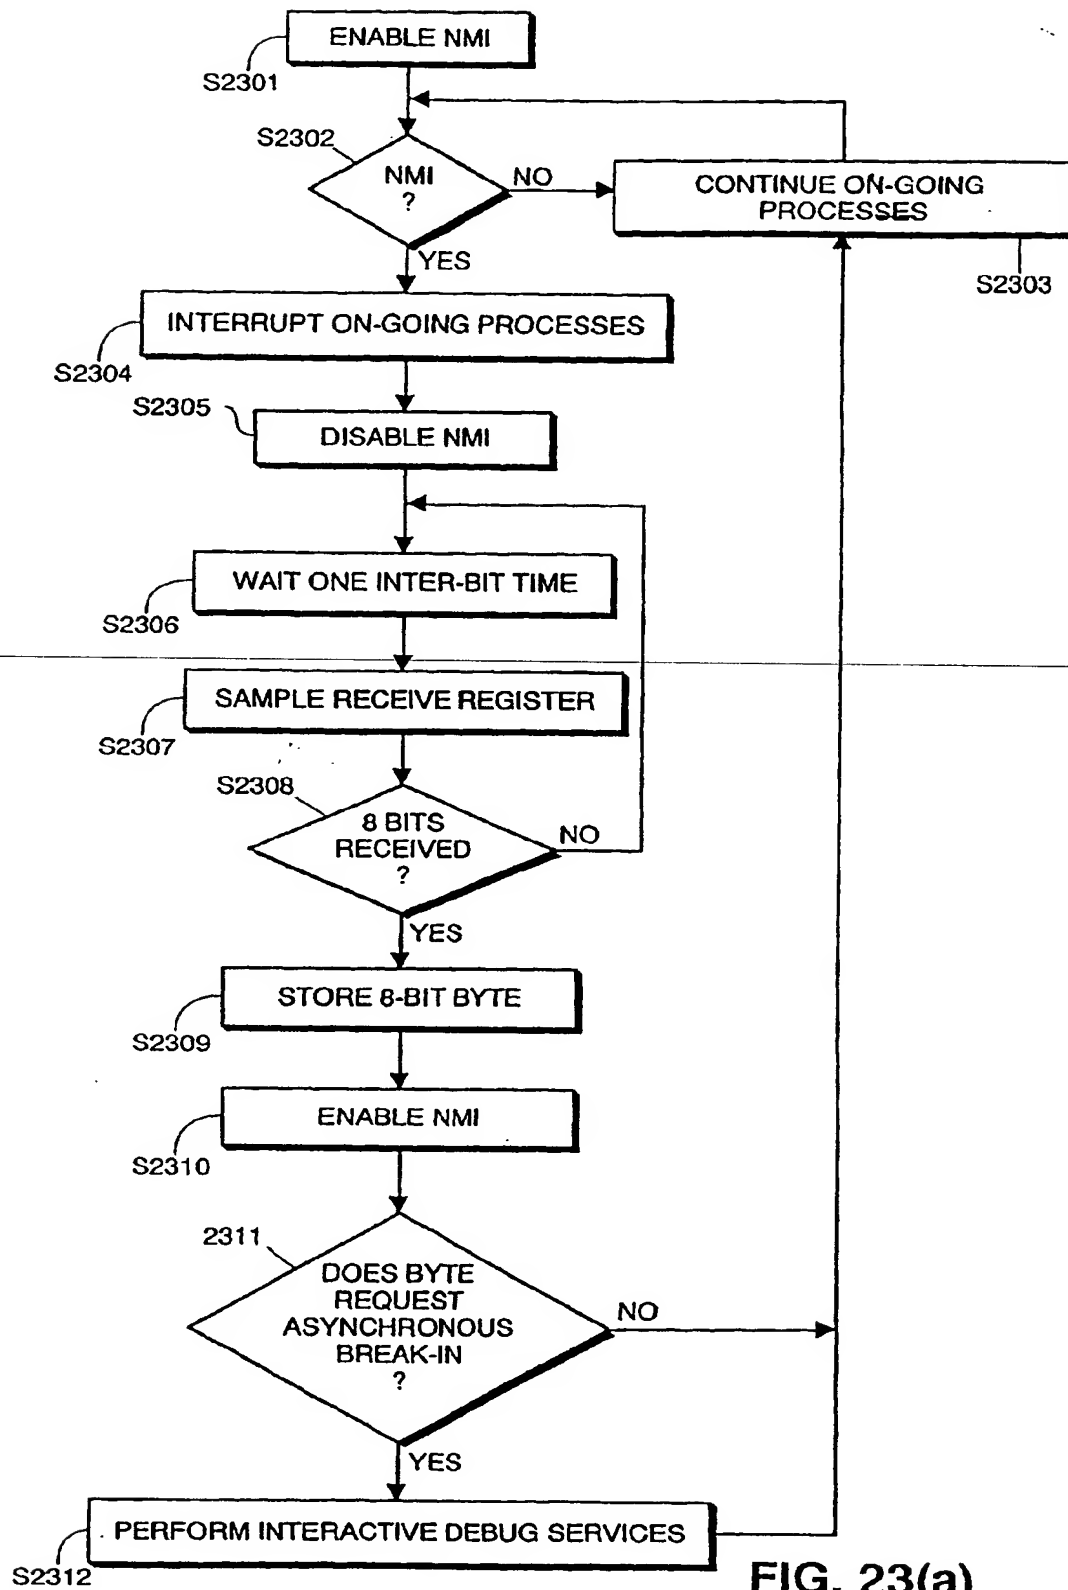 ENABLE NMI
S2301
S2302
NMI
?
NO
CONTINUE ON-GOING
PROCESSES
S2303
YES
INTERRUPT ON-GOING PROCESSES
S2304
S2305
DISABLE NMI
WAIT ONE INTER-BIT TIME
S2306
SAMPLE RECEIVE REGISTER
S2307
S2308
8 BITS
RECEIVED
?
NO
YES
STORE 8-BIT BYTE
S2309
ENABLE NMI
S2310
2311
DOES BYTE
REQUEST
ASYNCHRONOUS
BREAK-IN
?
NO
YES
PERFORM INTERACTIVE DEBUG SERVICES
S2312
FIG. 23(a)